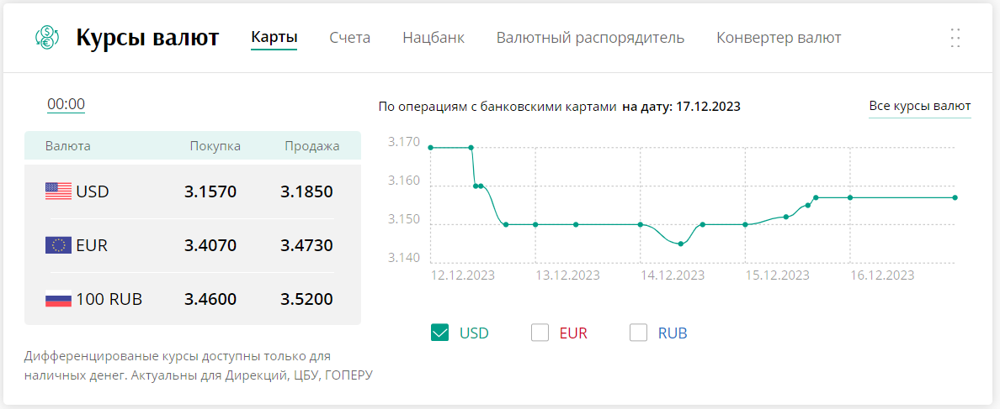 Курсы валют Карты Счета Нацбанк Валютный распорядитель Конвертер валют
00:00
По операциям с банковскими картами на дату: 17.12.2023 Все курсы валют
Валюта Покупка Продажа
USD 3.1570 3.1850
EUR 3.4070 3.4730
100 RUB 3.4600 3.5200
3.170
3.160
3.150
3.140
12.12.2023 13.12.2023 14.12.2023 15.12.2023 16.12.2023
USD EUR RUB
Дифференцированые курсы доступны только для
наличных денег. Актуальны для Дирекций, ЦБУ, ГОПЕРУ